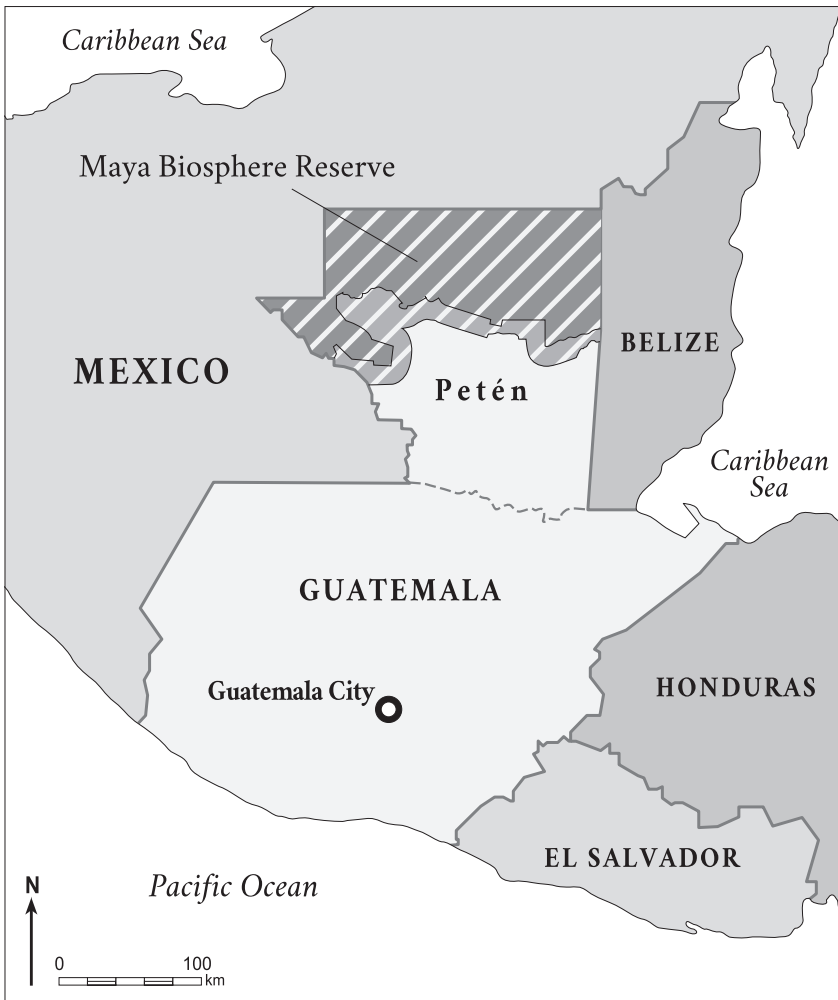 Caribbean Sea
Maya Biosphere Reserve
BELIZE
MEXICO
Petén
Caribbean
Sea
GUATEMALA
Guatemala City
HONDURAS
EL SALVADOR
Pacific Ocean
N
0 100
km